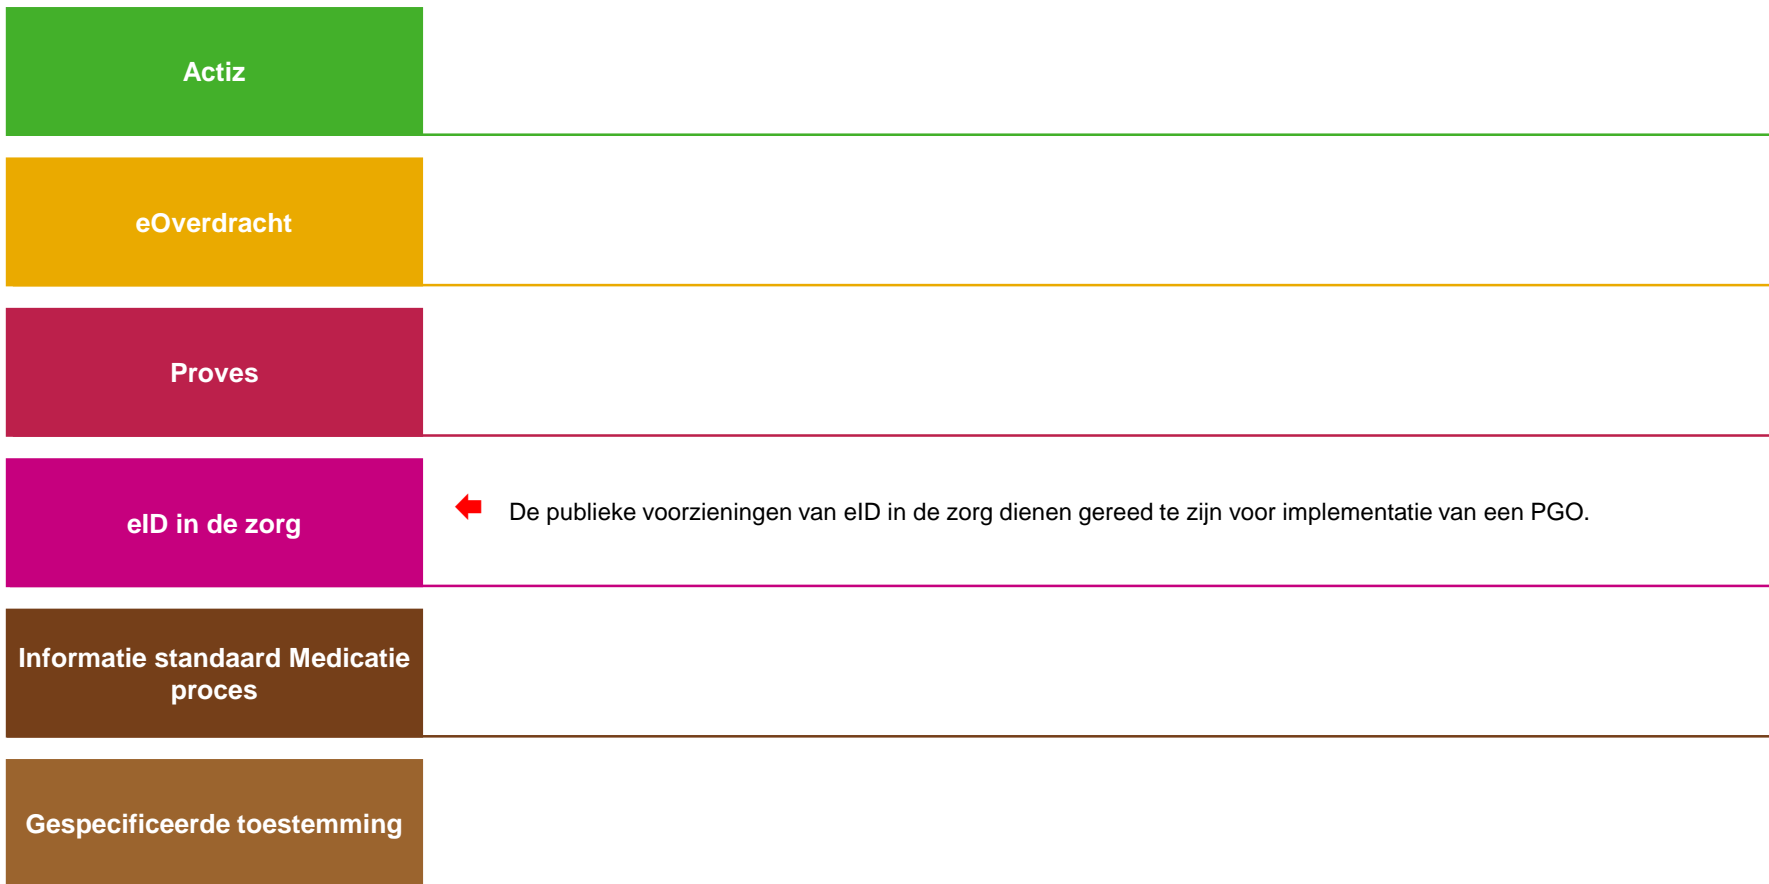 Actiz
eOverdracht
Proves
eID in de zorg
De publieke voorzieningen van eID in de zorg dienen gereed te zijn voor implementatie van een PGO.
Informatie standaard Medicatie
proces
Gespecificeerde toestemming